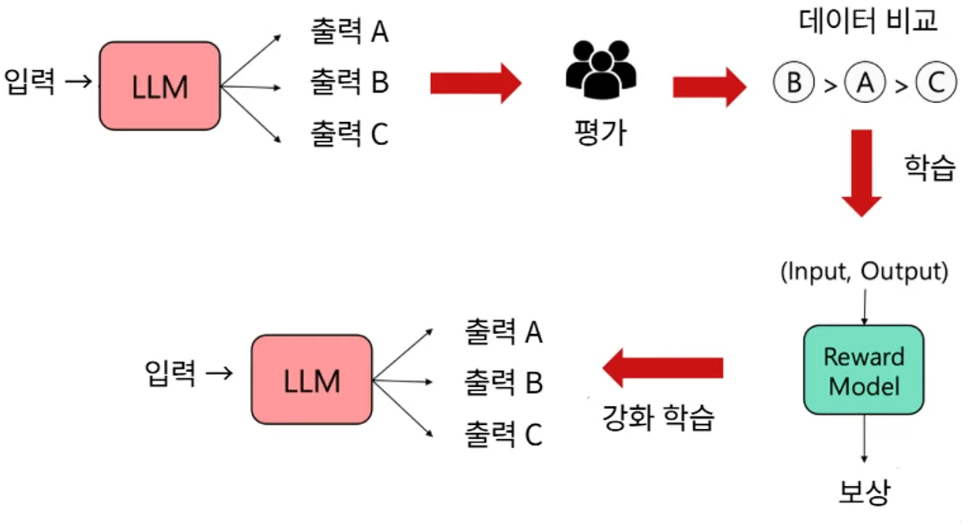 데이터 비교
입력 → LLM
출력 A
출력 B
출력 C
평가
B > A > C
학습
(Input, Output)
Reward
Model
보상
강화 학습
입력 → LLM
출력 A
출력 B
출력 C